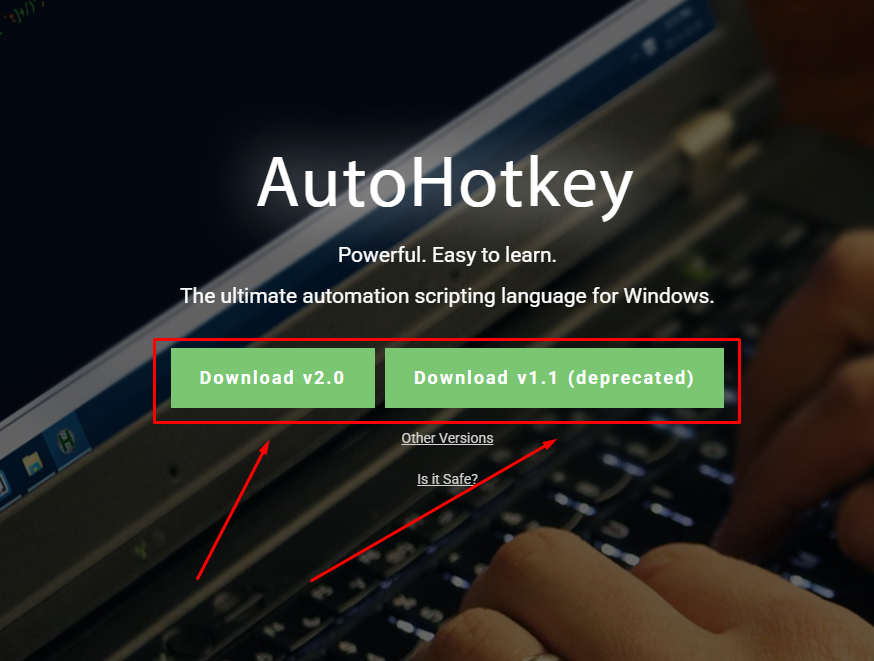 AutoHotkey
Powerful. Easy to learn.
The ultimate automation scripting language for Windows.
Download v2.0 Download v1.1 (deprecated)
Other Versions
Is it Safe?